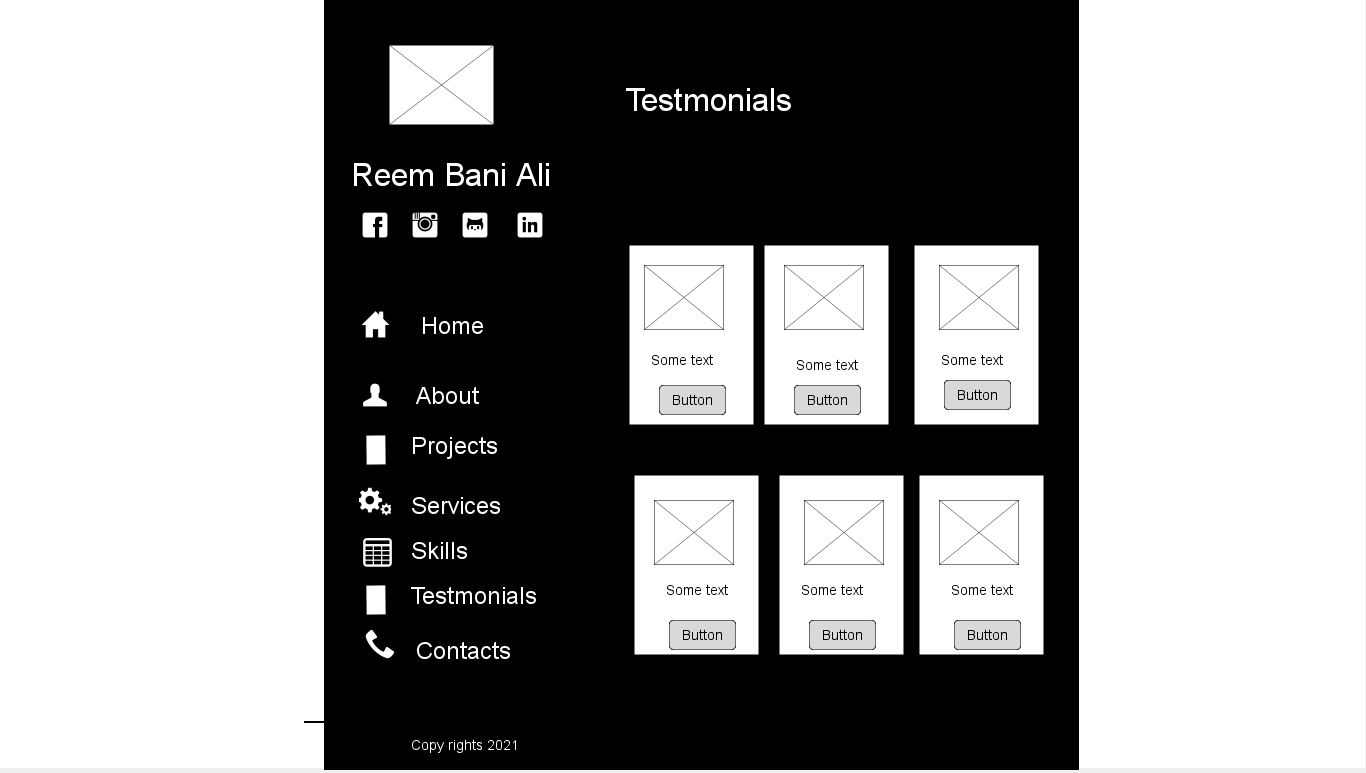 Testmonials
Reem Bani Ali
Home
About
Projects
Services
Skills
Testmonials
Contacts
Copy rights 2021
Some text
Button
Some text
Button
Some text
Button
Some text
Button
Some text
Button
Some text
Button